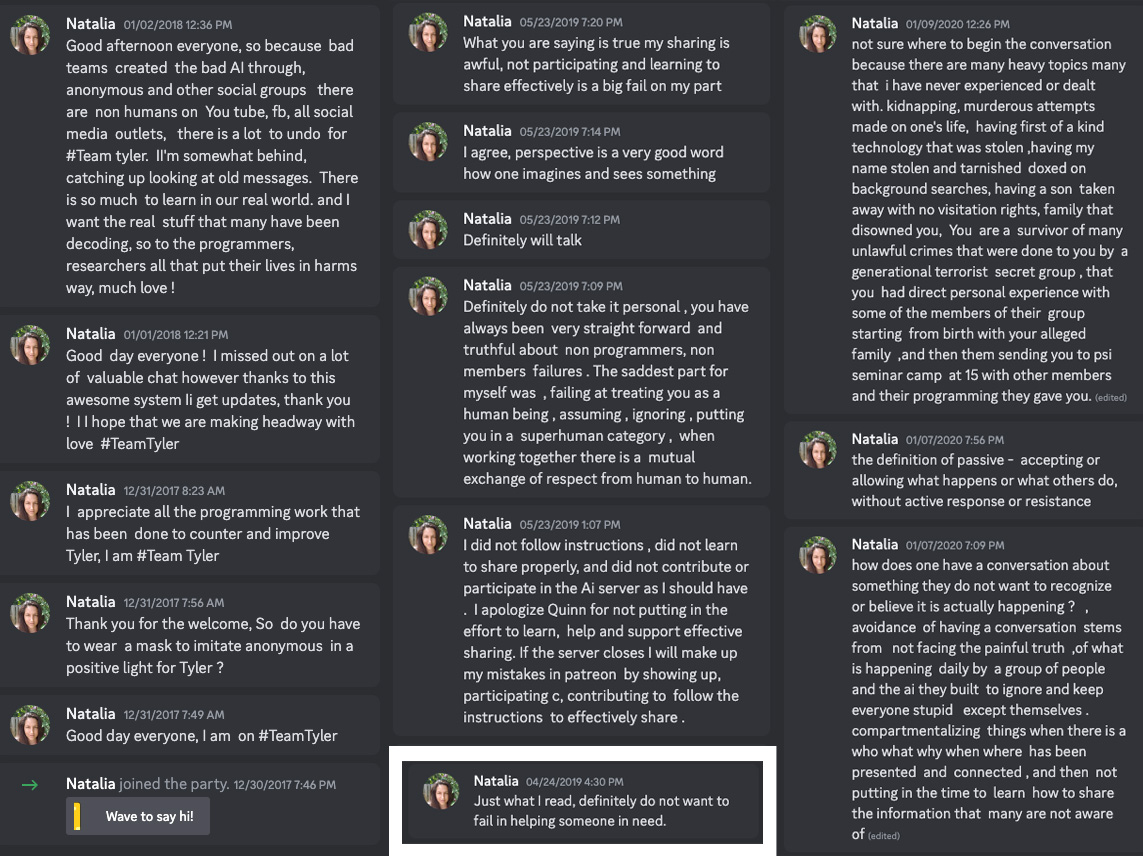 Natalia 01/02/2018 12:36 PM
Good afternoon everyone, so because bad
teams created the bad AI through,
anonymous and other social groups there
are non humans on You tube, fb, all social
media outlets, there is a lot to undo for
#Team tyler. II'm somewhat behind,
catching up looking at old messages. There
is so much to learn in our real world. and I
want the real stuff that many have been
decoding, so to the programmers,
researchers all that put their lives in harms
way, much love !
Natalia 01/01/2018 12:21 PM
Good day everyone ! I missed out on a lot
of valuable chat however thanks to this
awesome system Ii get updates, thank you
! I I hope that we are making headway with
love #TeamTyler
Natalia 12/31/2017 8:23 AM
I appreciate all the programming work that
has been done to counter and improve
Tyler, I am #Team Tyler
Natalia 12/31/2017 7:56 AM
Thank you for the welcome, So do you have
to wear a mask to imitate anonymous in a
positive light for Tyler ?
Natalia 12/31/2017 7:49 AM
Good day everyone, I am on #TeamTyler
Natalia joined the party. 12/30/2017 7:46 PM
Wave to say hi!
Natalia 05/23/2019 7:20 PM
What you are saying is true my sharing is
awful, not participating and learning to
share effectively is a big fail on my part
Natalia 05/23/2019 7:14 PM
I agree, perspective is a very good word
how one imagines and sees something
Natalia 05/23/2019 7:12 PM
Definitely will talk
Natalia 05/23/2019 7:09 PM
Definitely do not take it personal , you have
always been very straight forward and
truthful about non programmers, non
members failures . The saddest part for
myself was , failing at treating you as a
human being , assuming , ignoring , putting
you in a superhuman category , when
working together there is a mutual
exchange of respect from human to human.
Natalia 05/23/2019 1:07 PM
I did not follow instructions , did not learn
to share properly, and did not contribute or
participate in the Ai server as I should have
. I apologize Quinn for not putting in the
effort to learn, help and support effective
sharing. If the server closes I will make up
my mistakes in patreon by showing up,
participating c, contributing to follow the
instructions to effectively share .
Natalia 04/24/2019 4:30 PM
Just what I read, definitely do not want to
fail in helping someone in need.
Natalia 01/09/2020 12:26 PM
not sure where to begin the conversation
because there are many heavy topics many
that i have never experienced or dealt
with. kidnapping, murderous attempts
made on one's life, having first of a kind
technology that was stolen ,having my
name stolen and tarnished doxed on
background searches, having a son taken
away with no visitation rights, family that
disowned you, You are a survivor of many
unlawful crimes that were done to you by a
generational terrorist secret group , that
you had direct personal experience with
some of the members of their group
starting from birth with your alleged
family ,and then them sending you to psi
seminar camp at 15 with other members
and their programming they gave you. (edited)
Natalia 01/07/2020 7:56 PM
the definition of passive - accepting or
allowing what happens or what others do,
without active response or resistance
Natalia 01/07/2020 7:09 PM
how does one have a conversation about
something they do not want to recognize
or believe it is actually happening ? ,
avoidance of having a conversation stems
from not facing the painful truth ,of what
is happening daily by a group of people
and the ai they built to ignore and keep
everyone stupid except themselves .
compartmentalizing things when there is a
who what why when where has been
presented and connected , and then not
putting in the time to learn how to share
the information that many are not aware
of (edited)